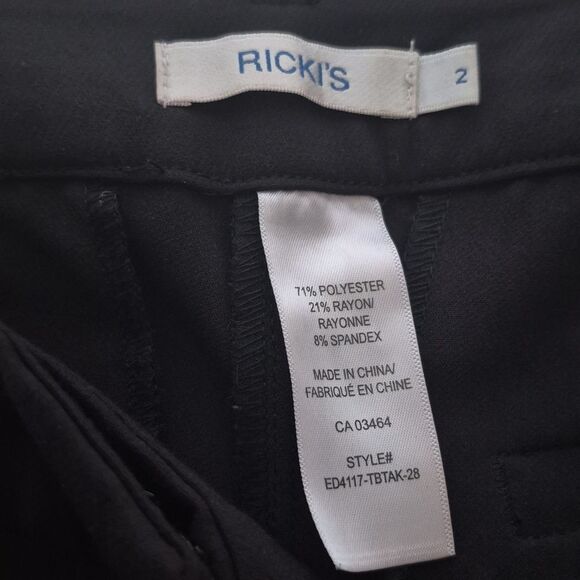 RICKI'S
2
71% POLYESTER
21% RAYON/
RAYONNE
8% SPANDEX
MADE IN CHINA/
FABRIQUÉ EN CHINE
CA 03464
STYLE#
ED4117-TBTAK-28